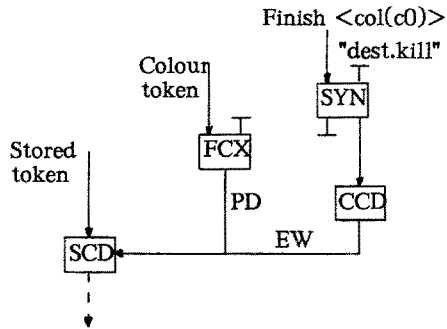 Finish <col(c0)>
"dest.kill"
Colour
token
SYN
Stored
token
FCX
PD
CCD
EW
SCD